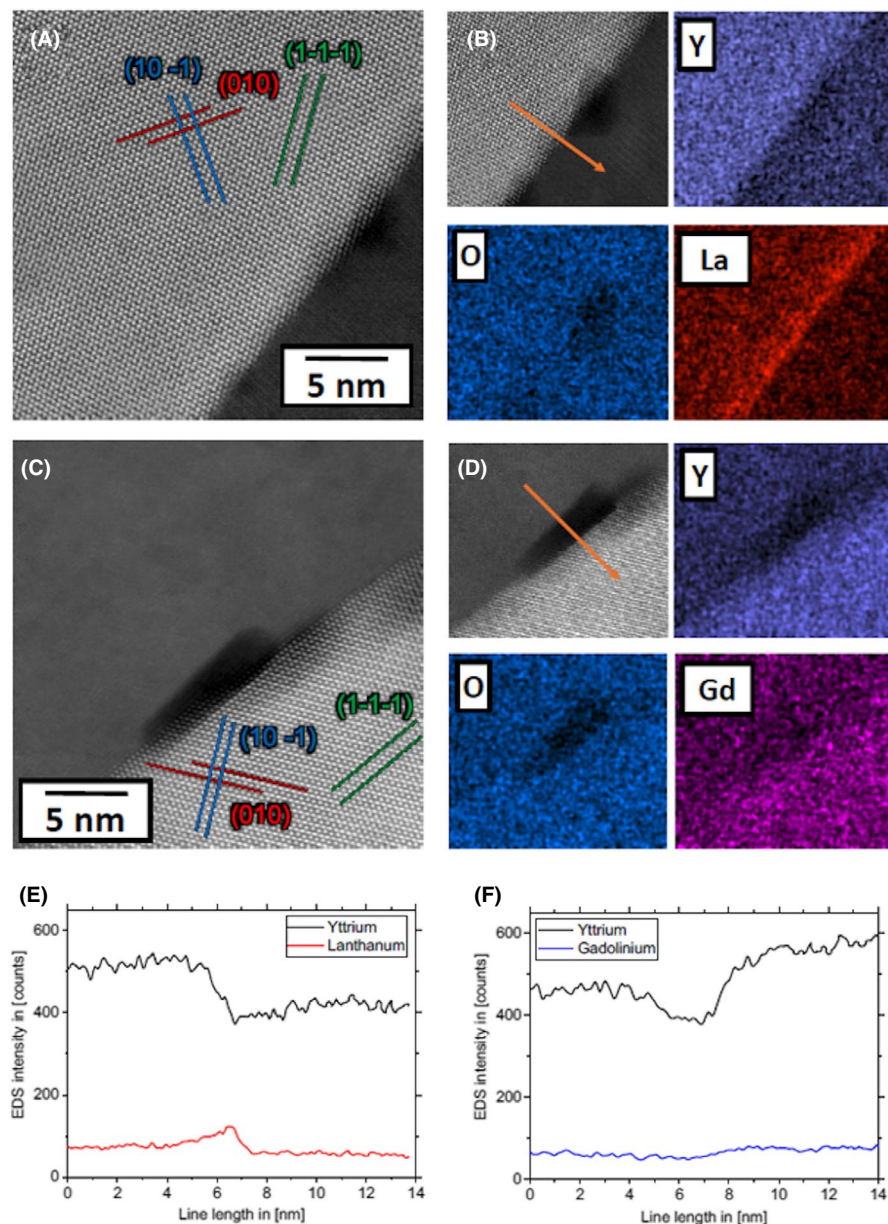 (A)
(10 -1)
(010)
(1-1-1)
5 nm
(B)
Y
O
La
(C)
(10 -1)
(010)
(1-1-1)
5 nm
(D)
Y
O
Gd
(E)
600
400
200
0
EDS intensity in [counts]
Yttrium
Lanthanum
0 2 4 6 8 10 12 14
Line length in [nm]
(F)
600
400
200
0
EDS intensity in [counts]
Yttrium
Gadolinium
0 2 4 6 8 10 12 14
Line length in [nm]